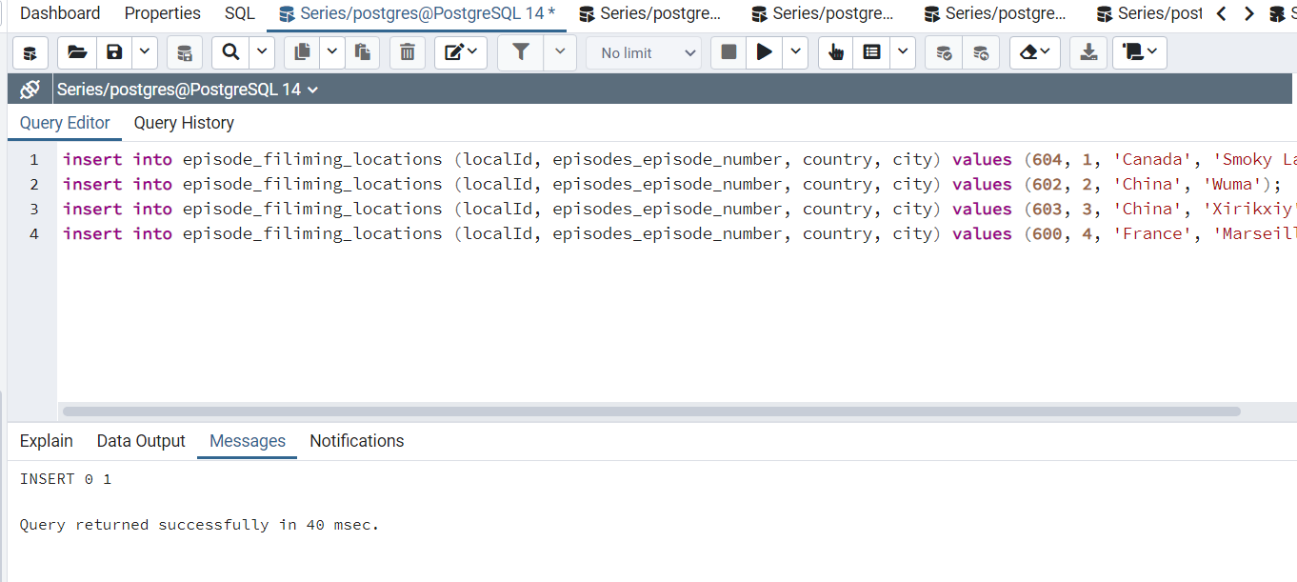 Dashboard Properties SQL Series/postgres@PostgreSQL 14 * Series/postgre... Series/postgre... Series/postgre... Series/post
No limit
Series/postgres@PostgreSQL 14
Query Editor Query History
1 insert into episode_filiming_locations (localId, episodes_episode_number, country, city) values (604, 1, 'Canada', 'Smoky La
2 insert into episode_filiming_locations (localId, episodes_episode_number, country, city) values (602, 2, 'China', 'Wuma');
3 insert into episode_filiming_locations (localId, episodes_episode_number, country, city) values (603, 3, 'China', 'Xirikxiy'
4 insert into episode_filiming_locations (localId, episodes_episode_number, country, city) values (600, 4, 'France', 'Marseill
Explain Data Output Messages Notifications
INSERT 0 1
Query returned successfully in 40 msec.